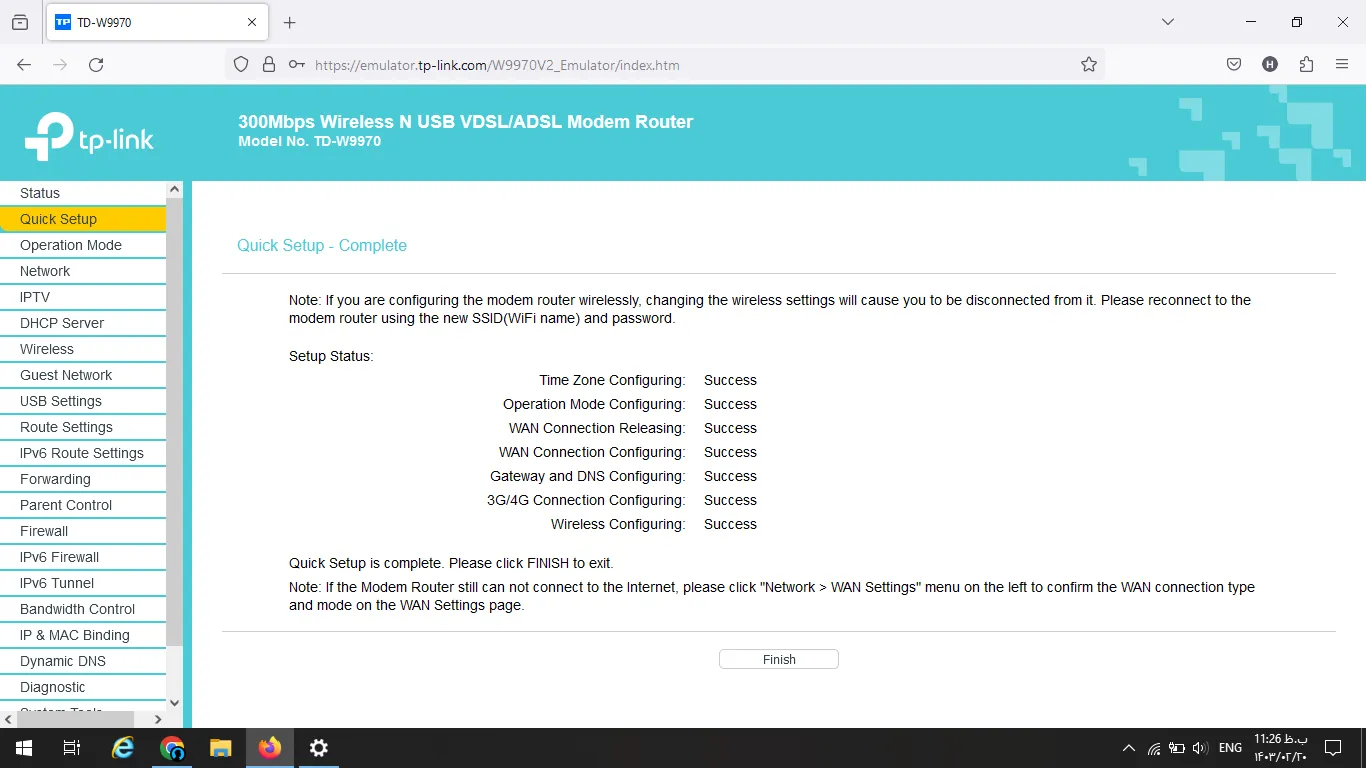 TP TD-W9970
https://emulator.tp-link.com/W9970V2_Emulator/index.htm
H
tp-link
300Mbps Wireless N USB VDSL/ADSL Modem Router
Model No. TD-W9970
Status
Quick Setup
Operation Mode
Network
IPTV
DHCP Server
Wireless
Guest Network
USB Settings
Route Settings
IPv6 Route Settings
Forwarding
Parent Control
Firewall
IPv6 Firewall
IPv6 Tunnel
Bandwidth Control
IP & MAC Binding
Dynamic DNS
Diagnostic
System Tools
Quick Setup - Complete
Note: If you are configuring the modem router wirelessly, changing the wireless settings will cause you to be disconnected from it. Please reconnect to the
modem router using the new SSID(WiFi name) and password.
Setup Status:
Time Zone Configuring: Success
Operation Mode Configuring: Success
WAN Connection Releasing: Success
WAN Connection Configuring: Success
Gateway and DNS Configuring: Success
3G/4G Connection Configuring: Success
Wireless Configuring: Success
Quick Setup is complete. Please click FINISH to exit.
Note: If the Modem Router still can not connect to the Internet, please click "Network > WAN Settings" menu on the left to confirm the WAN connection type
and mode on the WAN Settings page.
Finish
ENG
11:26 ب.ظ
۱۴۰۳/۰۲/۲۰